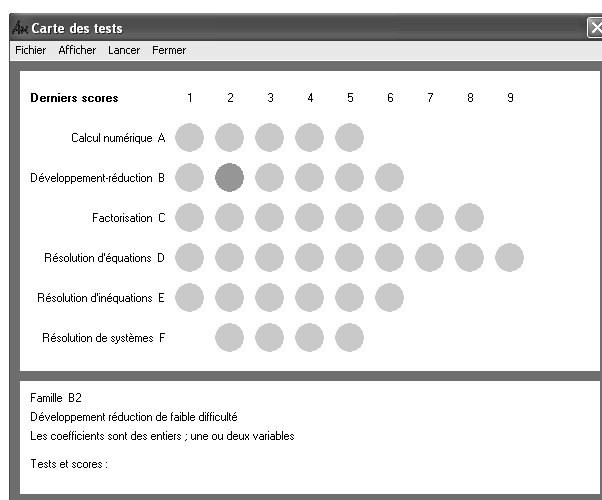 Carte des tests
Fichier Afficher Lancer Fermer
Derniers scores 1 2 3 4 5 6 7 8 9
Calcul numérique A
Développement-réduction B
Factorisation C
Résolution d'équations D
Résolution d'inéquations E
Résolution de systèmes F
Famille B2
Développement réduction de faible difficulté
Les coefficients sont des entiers ; une ou deux variables
Tests et scores :